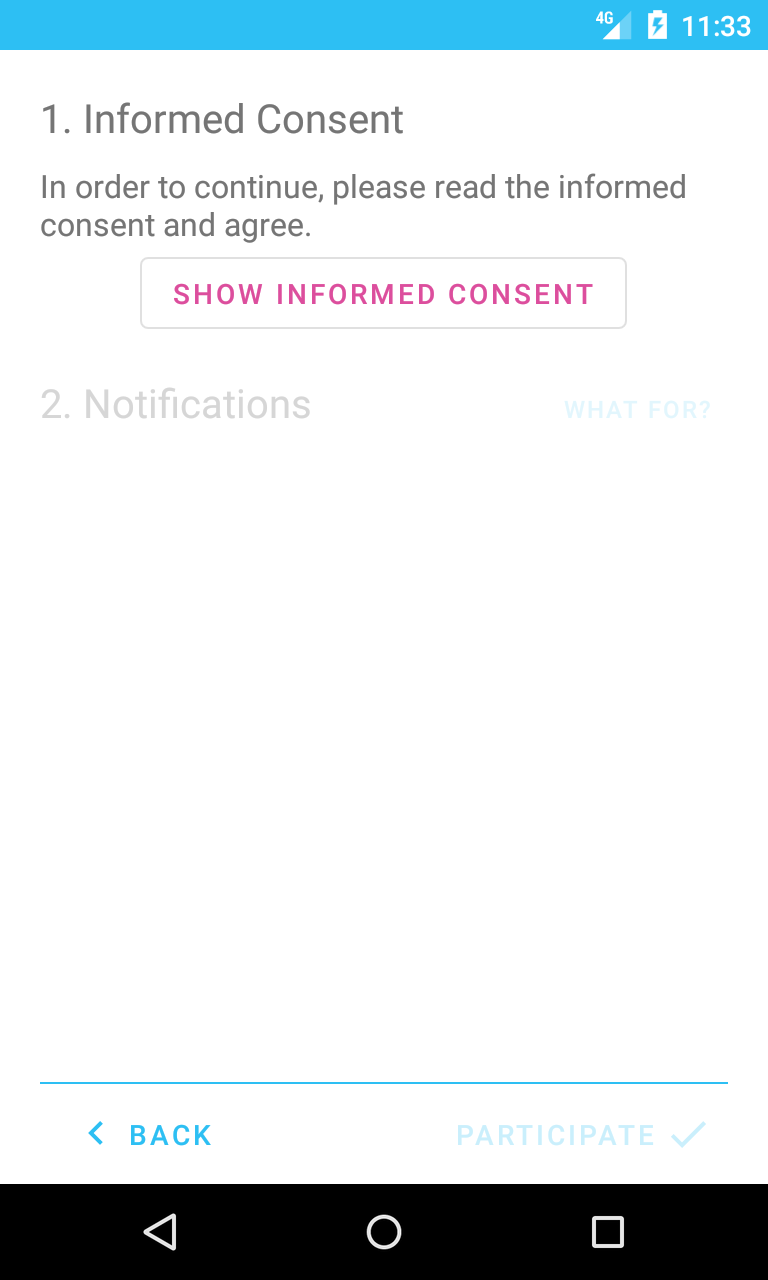 4G 11:33
1. Informed Consent
In order to continue, please read the informed
consent and agree.
SHOW INFORMED CONSENT
2. Notifications WHAT FOR?
BACK PARTICIPATE